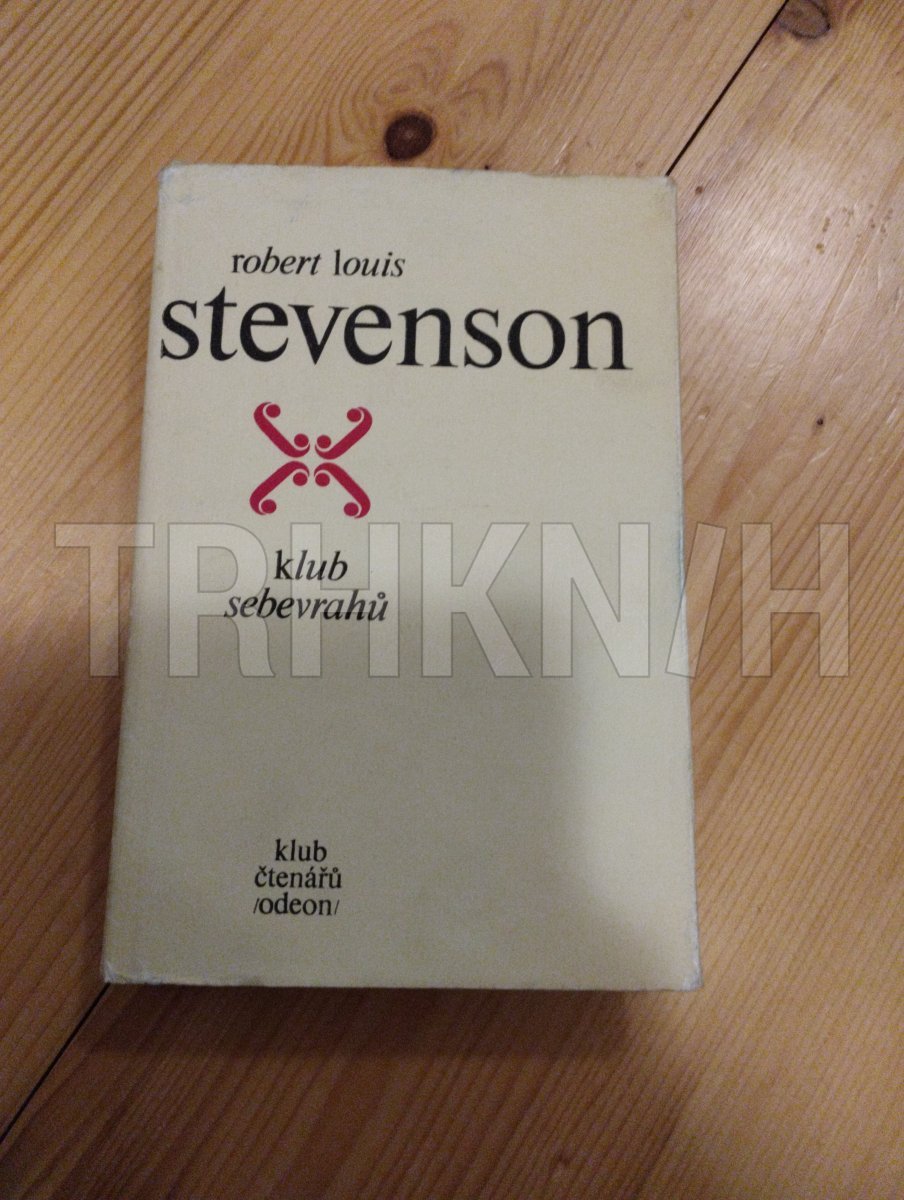 robert louis
stevenson
klub
sebevrahů
TRHKNIH
klub
čtenářů
/odeon/